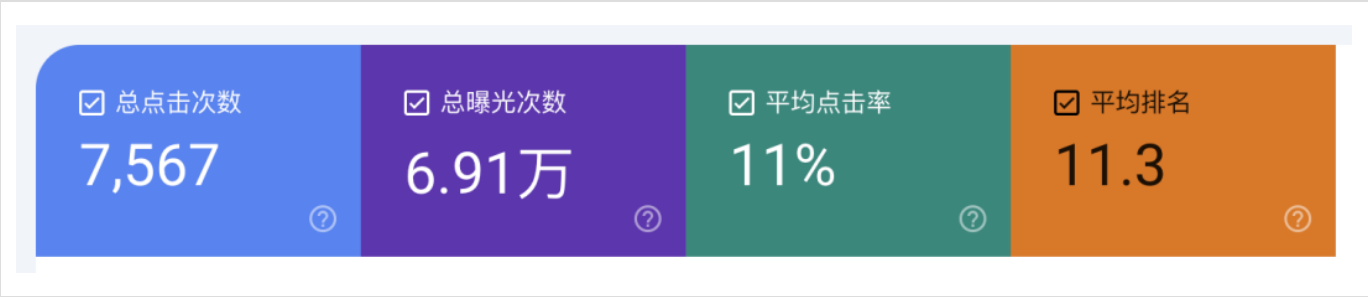 总点击次数
7,567
总曝光次数
6.91万
平均点击率
11%
平均排名
11.3